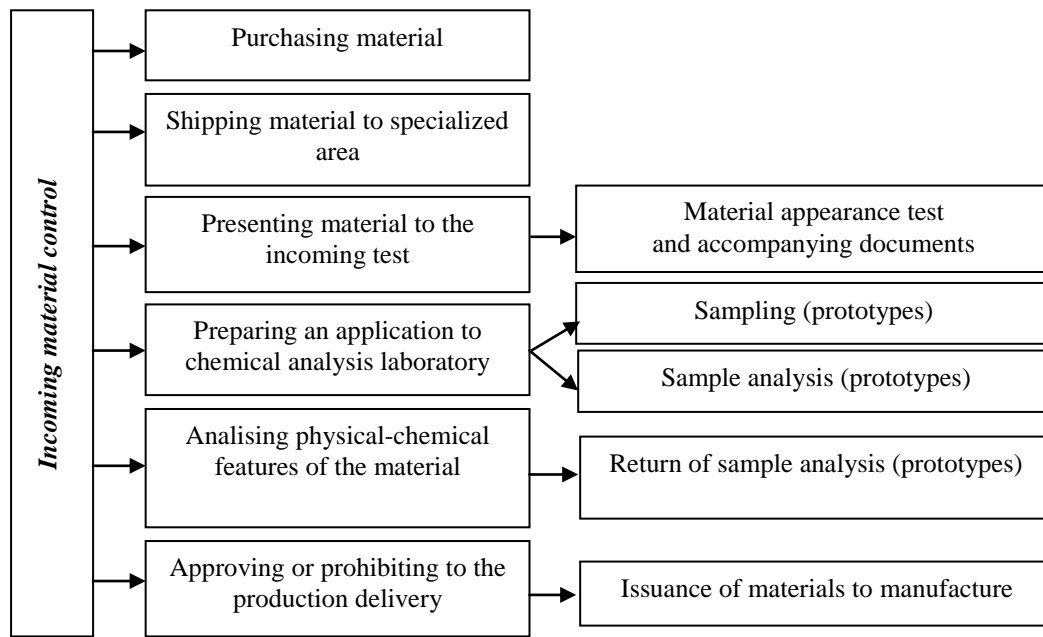 Incoming material control
Purchasing material
Shipping material to specialized
area
Presenting material to the
incoming test
Material appearance test
and accompanying documents
Preparing an application to
chemical analysis laboratory
Sampling (prototypes)
Sample analysis (prototypes)
Analising physical-chemical
features of the material
Return of sample analysis (prototypes)
Approving or prohibiting to the
production delivery
Issuance of materials to manufacture